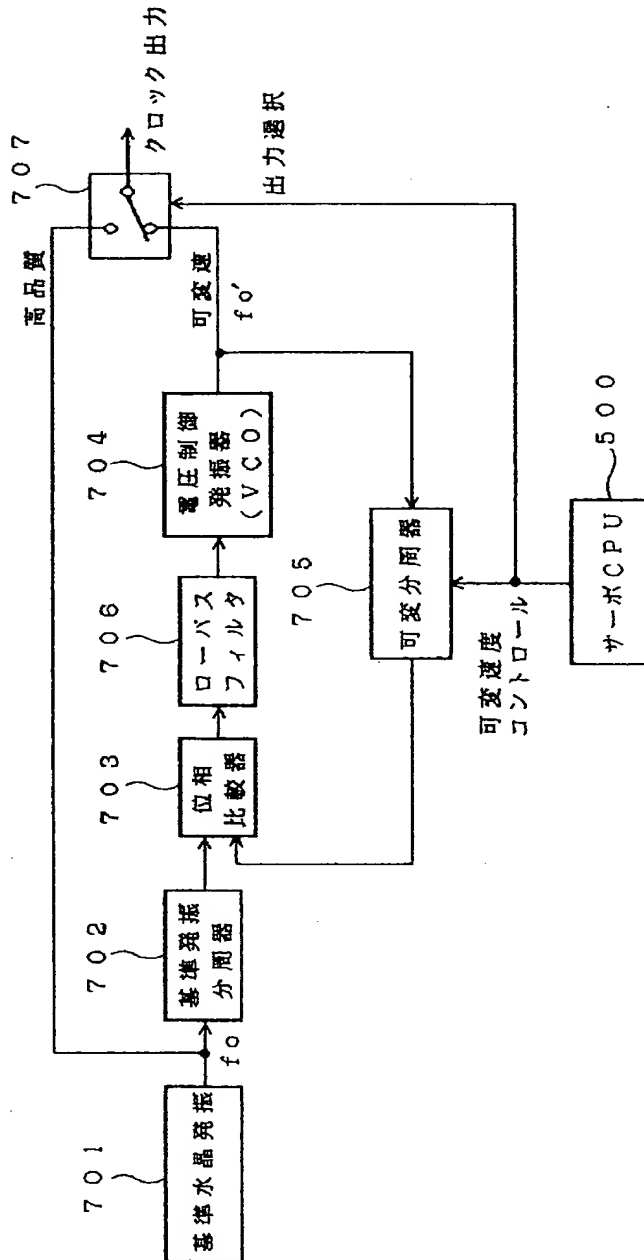 701
基準水晶発振
fo
702
基準発振
分周器
703
位相
比較器
706
ローパス
フィルタ
704
電圧制御
発振器
(VCO)
高品質
可変速
fo'
707
クロック出力
出力選択
705
可変分周器
可変速度
コントロール
サーボCPU
500